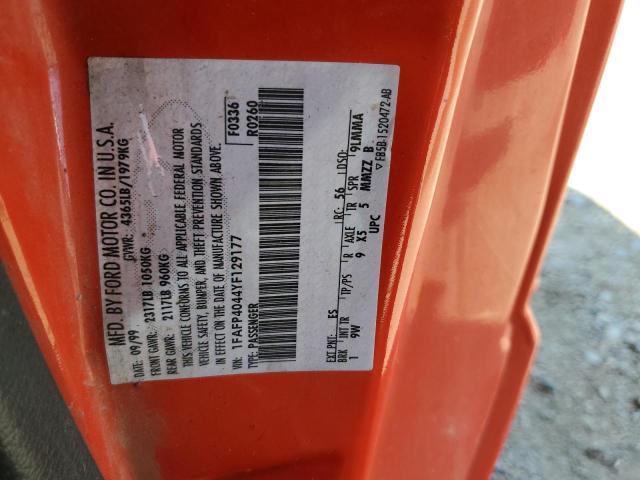 MFD. BY FORD MOTOR CO. IN U.S.A.
09/99 GVWR: 4365LB/1979KG
FRONT GAWR: 2317LB 1050KG
REAR GAWR: 2117LB 960KG
THIS VEHICLE CONFORMS TO ALL APPLICABLE FEDERAL MOTOR
VEHICLE SAFETY, BUMPER, AND THEFT PREVENTION STANDARDS
IN EFFECT ON THE DATE OF MANUFACTURE SHOWN ABOVE.
VIN: 1FAFP4044YF129177 F0336
TYPE: PASSENGER R0260
EXT PNT: ES RC: 56 DSO:
BRK INT TR TP/PS R AXLE TR SPR
1 9W 9 X5 5 MMZZ B 9LMMA
UPC
F85B-1520472-AB